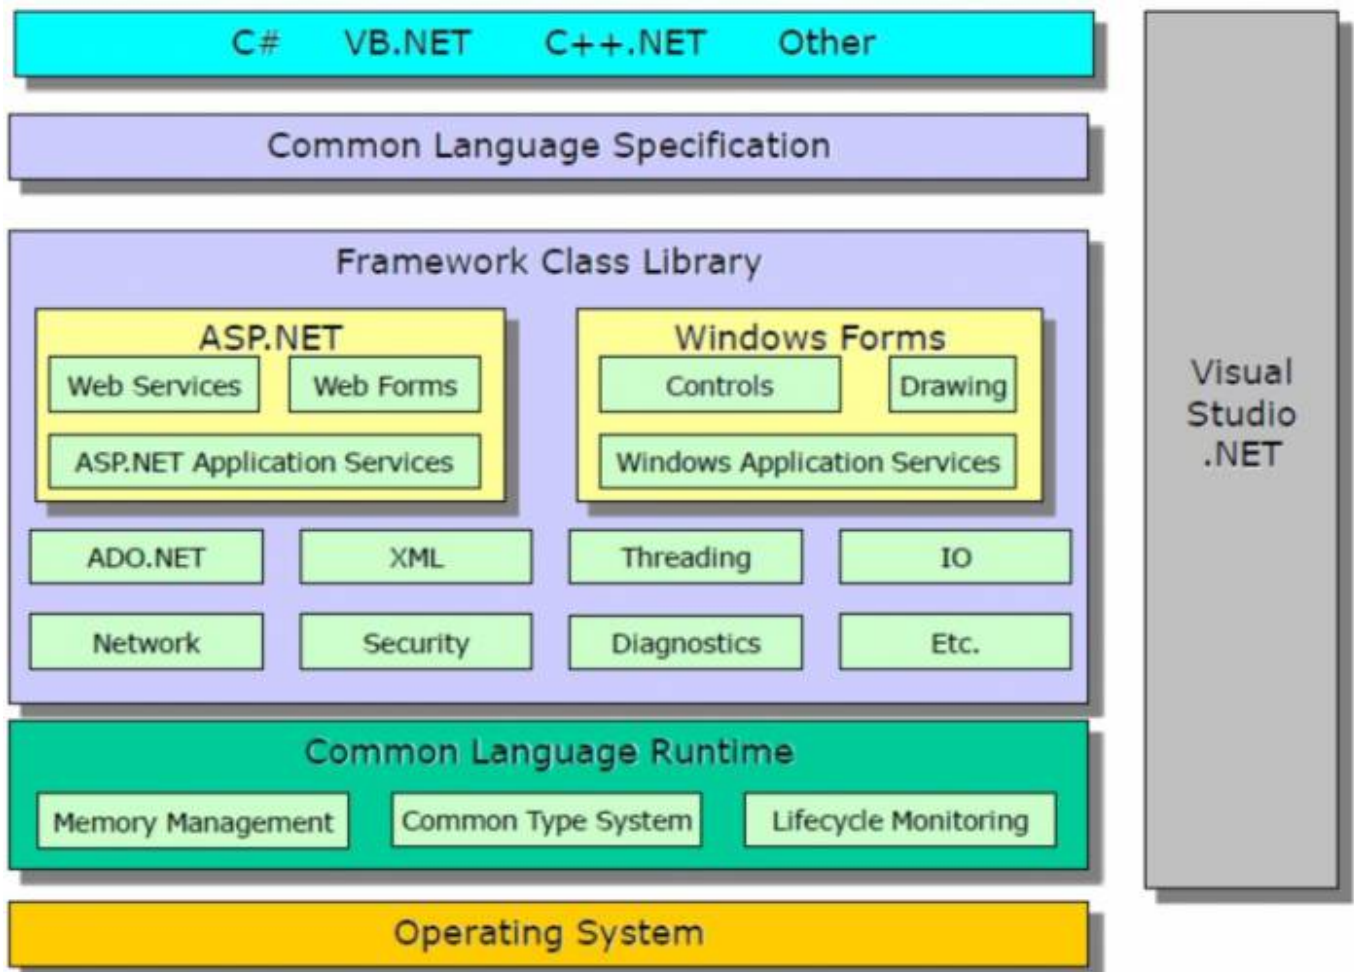 C# VB.NET C++.NET Other
Common Language Specification
Framework Class Library
ASP.NET
Web Services Web Forms
ASP.NET Application Services
Windows Forms
Controls Drawing
Windows Application Services
ADO.NET XML Threading IO
Network Security Diagnostics Etc.
Common Language Runtime
Memory Management Common Type System Lifecycle Monitoring
Operating System
Visual
Studio
.NET